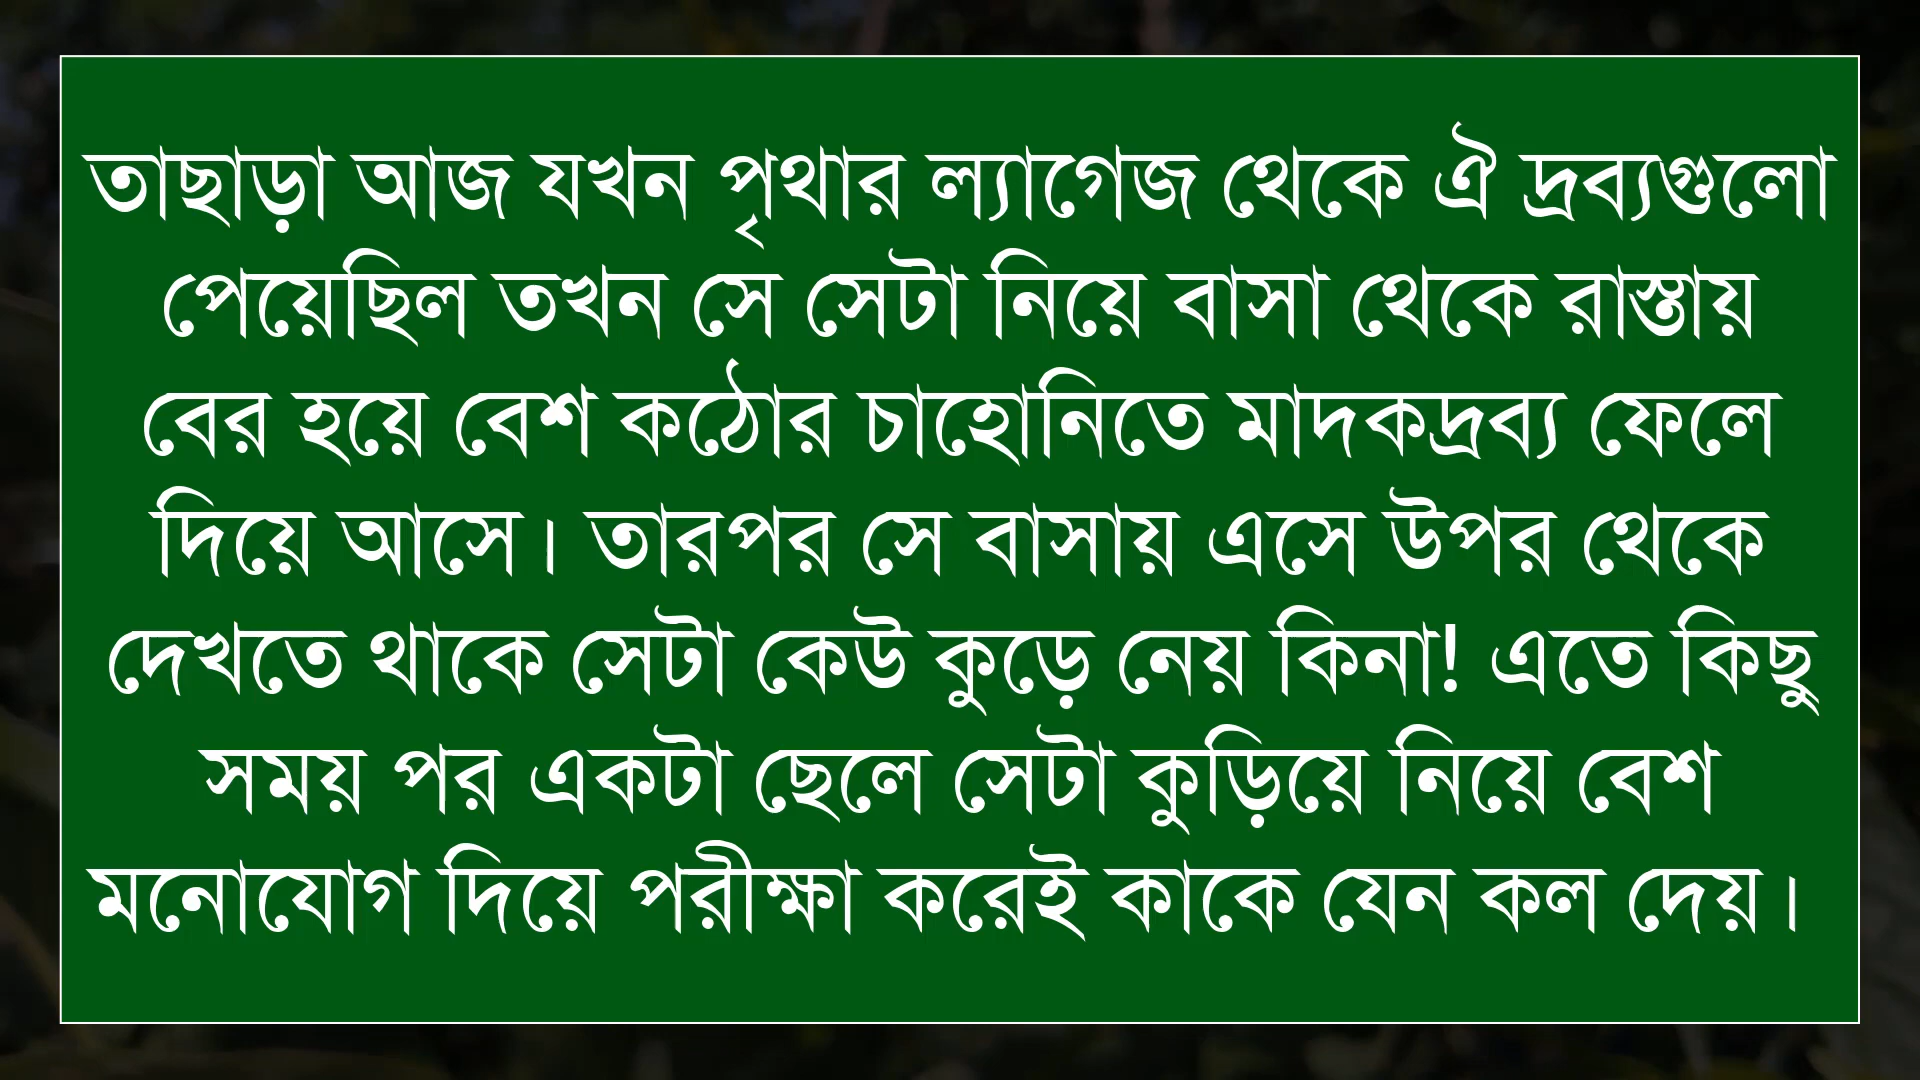 তাছাড়া আজ যখন পৃথার ল্যাগেজ থেকে ঐ দ্রব্যগুলো
পেয়েছিল তখন সে সেটা নিয়ে বাসা থেকে রাস্তায়
বের হয়ে বেশ কঠোর চাহোনিতে মাদকদ্রব্য ফেলে
দিয়ে আসে। তারপর সে বাসায় এসে উপর থেকে
দেখতে থাকে সেটা কেউ কুড়ে নেয় কিনা! এতে কিছু
সময় পর একটা ছেলে সেটা কুড়িয়ে নিয়ে বেশ
মনোযোগ দিয়ে পরীক্ষা করেই কাকে যেন কল দেয়।